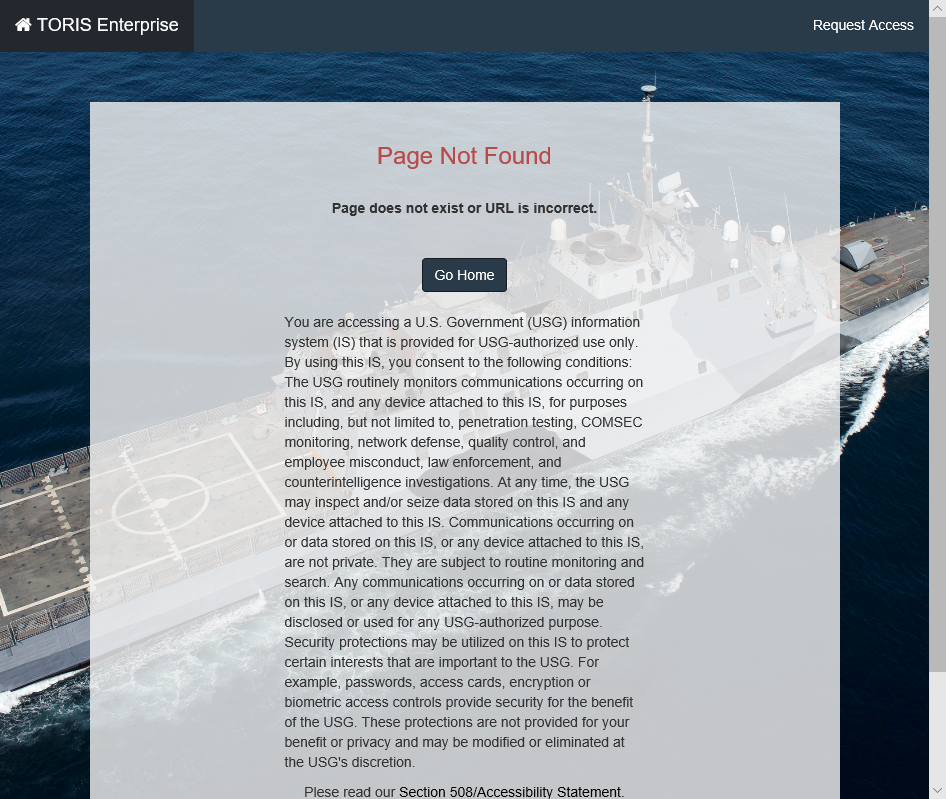 TORIS Enterprise
Request Access
Page Not Found
Page does not exist or URL is incorrect.
Go Home
You are accessing a U.S. Government (USG) information
system (IS) that is provided for USG-authorized use only.
By using this IS, you consent to the following conditions:
The USG routinely monitors communications occurring on
this IS, and any device attached to this IS, for purposes
including, but not limited to, penetration testing, COMSEC
monitoring, network defense, quality control, and
employee misconduct, law enforcement, and
counterintelligence investigations. At any time, the USG
may inspect and/or seize data stored on this IS and any
device attached to this IS. Communications occurring on
or data stored on this IS, or any device attached to this IS,
are not private. They are subject to routine monitoring and
search. Any communications occurring on or data stored
on this IS, or any device attached to this IS, may be
disclosed or used for any USG-authorized purpose.
Security protections may be utilized on this IS to protect
certain interests that are important to the USG. For
example, passwords, access cards, encryption or
biometric access controls provide security for the benefit
of the USG. These protections are not provided for your
benefit or privacy and may be modified or eliminated at
the USG's discretion.
Plese read our Section 508/Accessibility Statement.